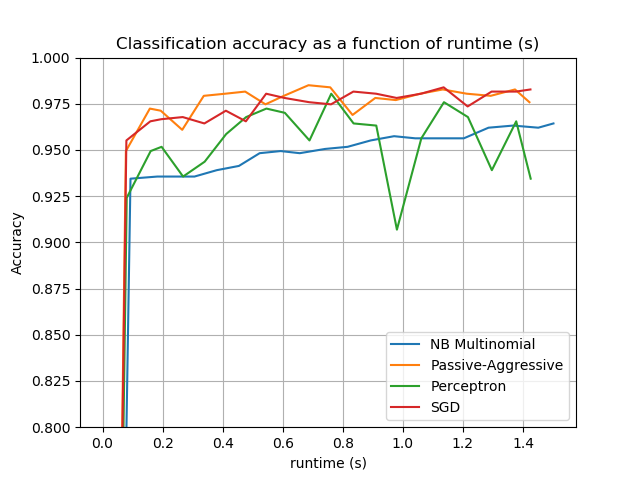 Classification accuracy as a function of runtime (s)
1.000
0.975
0.950
0.925
0.900
0.875
0.850
0.825
0.800
Accuracy
NB Multinomial
Passive-Aggressive
Perceptron
SGD
0.0 0.2 0.4 0.6 0.8 1.0 1.2 1.4
runtime (s)